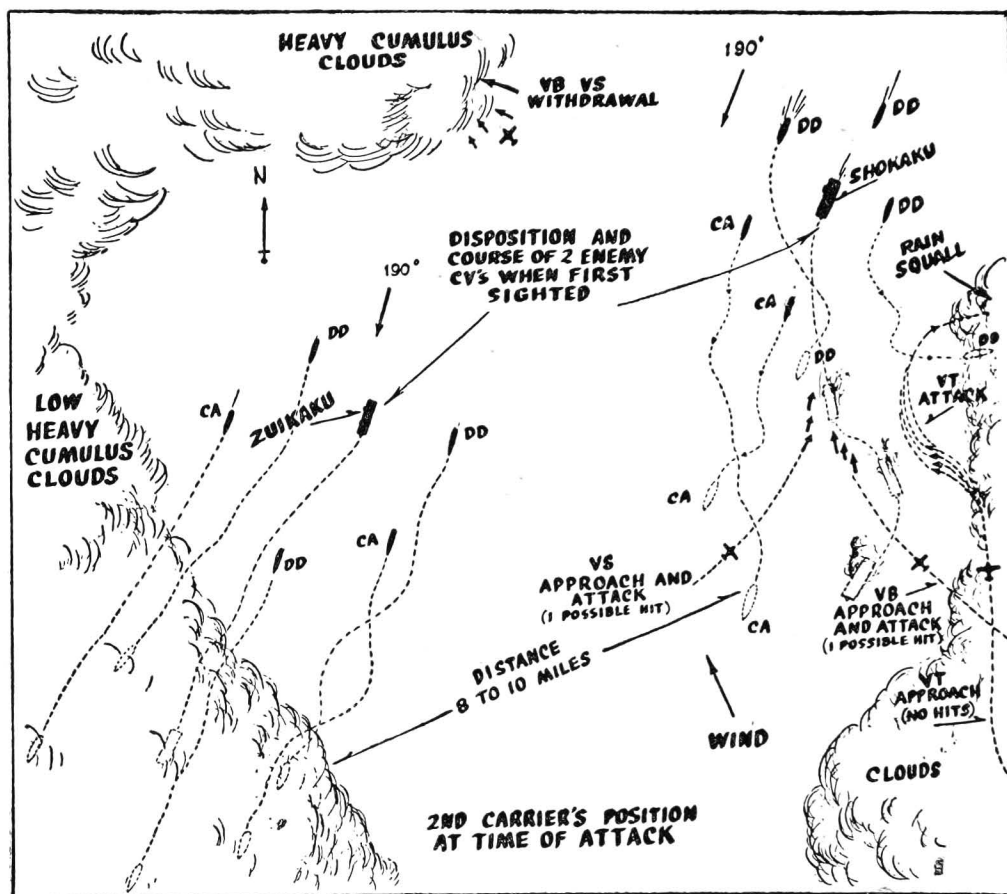 HEAVY CUMULUS
CLOUDS
VB VS
WITHDRAWAL
190°
DD
DD
SHOKAKU
N
CA
DD
RAIN
SQUALL
DISPOSITION AND
COURSE OF 2 ENEMY
CV'S WHEN FIRST
SIGHTED
190°
CA
DD
DD
DD
VT
ATTACK
LOW
HEAVY
CUMULUS
CLOUDS
CA
ZUIKAKU
DD
CA
DD
CA
VS
APPROACH AND
ATTACK
(1 POSSIBLE HIT)
CA
VB
APPROACH
AND ATTACK
(1 POSSIBLE HIT)
DISTANCE
8 TO 10 MILES
VT
APPROACH
(NO HITS)
WIND
CLOUDS
2ND CARRIER'S POSITION
AT TIME OF ATTACK